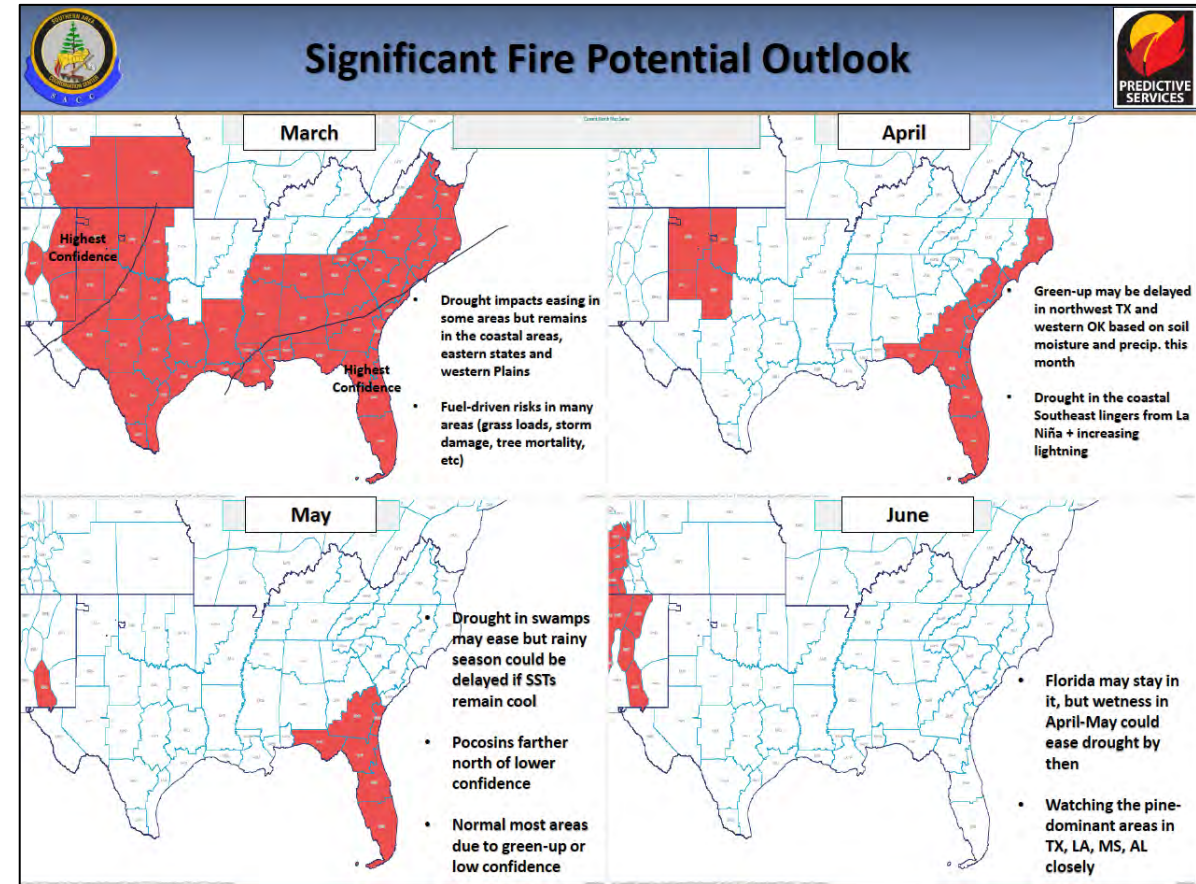 Significant Fire Potential Outlook
SOUTHERN AREA
COORDINATION CENTER
S A C C
PREDICTIVE
SERVICES
March
Highest
Confidence
Highest
Confidence
• Drought impacts easing in
some areas but remains
in the coastal areas,
eastern states and
western Plains
• Fuel-driven risks in many
areas (grass loads, storm
damage, tree mortality,
etc)
April
• Green-up may be delayed
in northwest TX and
western OK based on soil
moisture and precip. this
month
• Drought in the coastal
Southeast lingers from La
Niña + increasing
lightning
May
• Drought in swamps
may ease but rainy
season could be
delayed if SSTs
remain cool
• Pocosins farther
north of lower
confidence
• Normal most areas
due to green-up or
low confidence
June
• Florida may stay in
it, but wetness in
April-May could
ease drought by
then
• Watching the pine-
dominant areas in
TX, LA, MS, AL
closely